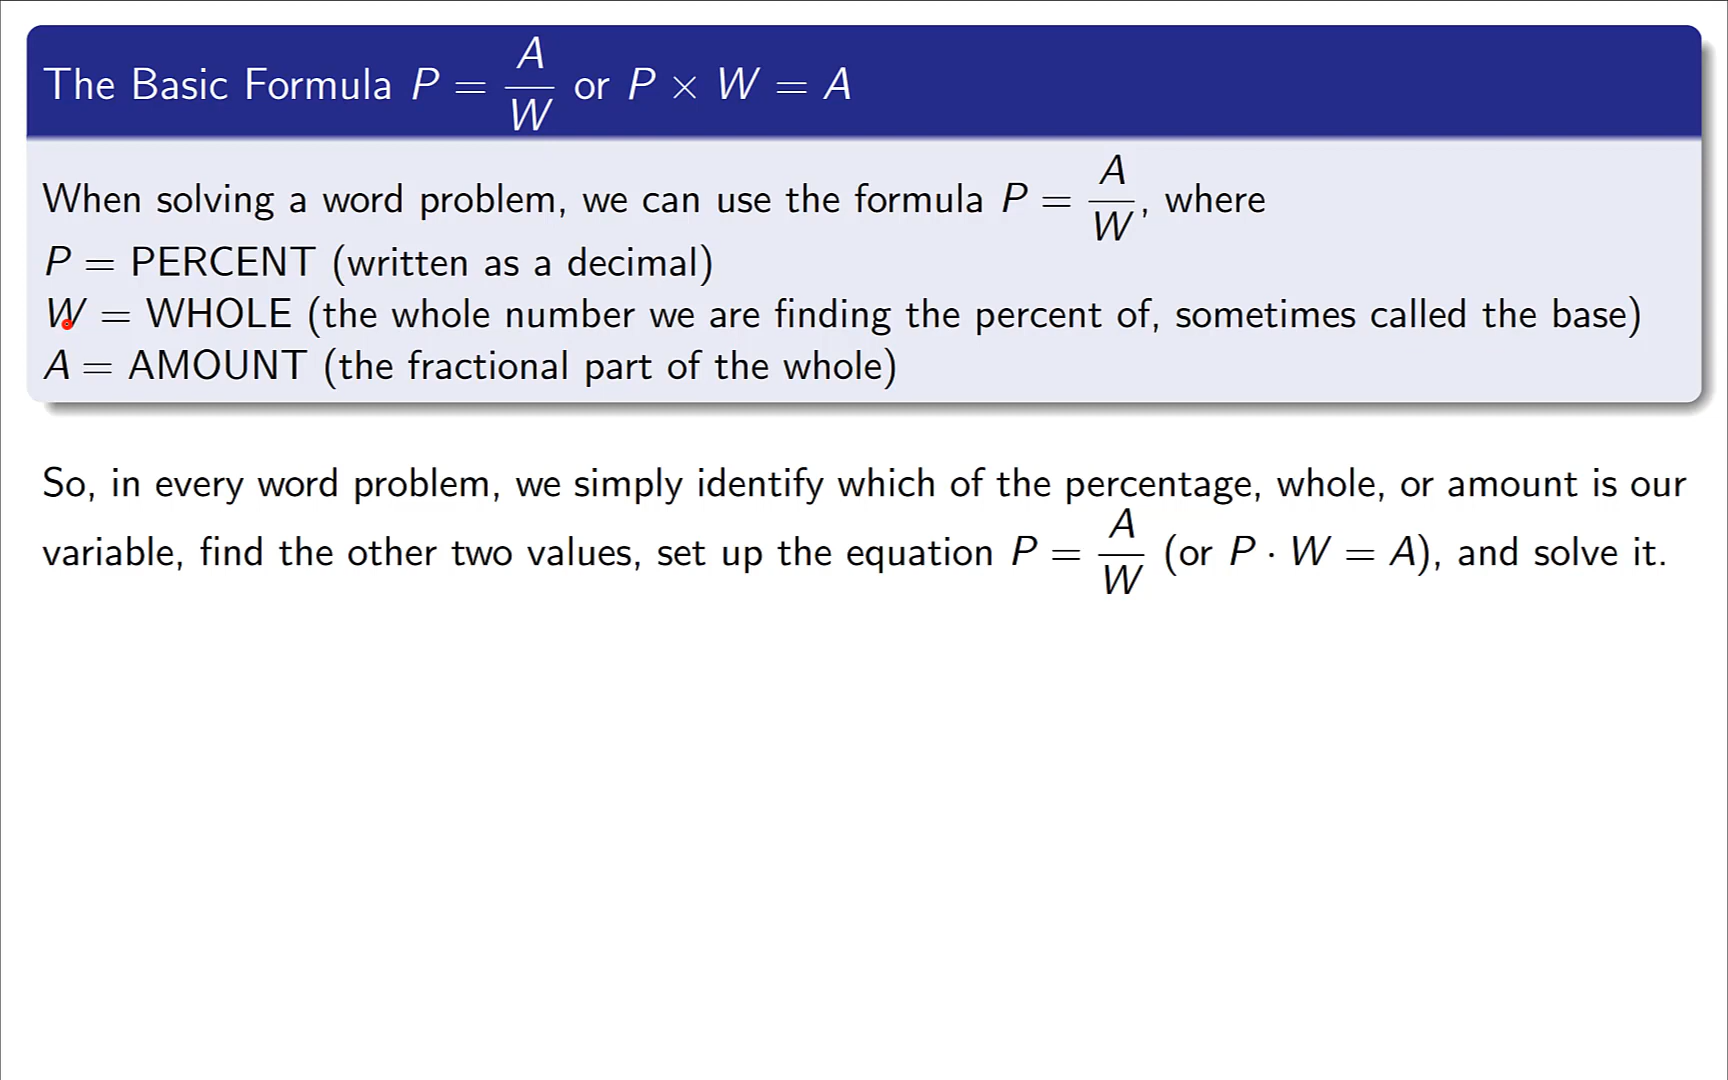 The Basic Formula P = A/W or P × W = A
When solving a word problem, we can use the formula P = A/W, where
P = PERCENT (written as a decimal)
W = WHOLE (the whole number we are finding the percent of, sometimes called the base)
A = AMOUNT (the fractional part of the whole)
So, in every word problem, we simply identify which of the percentage, whole, or amount is our
variable, find the other two values, set up the equation P = A/W (or P · W = A), and solve it.